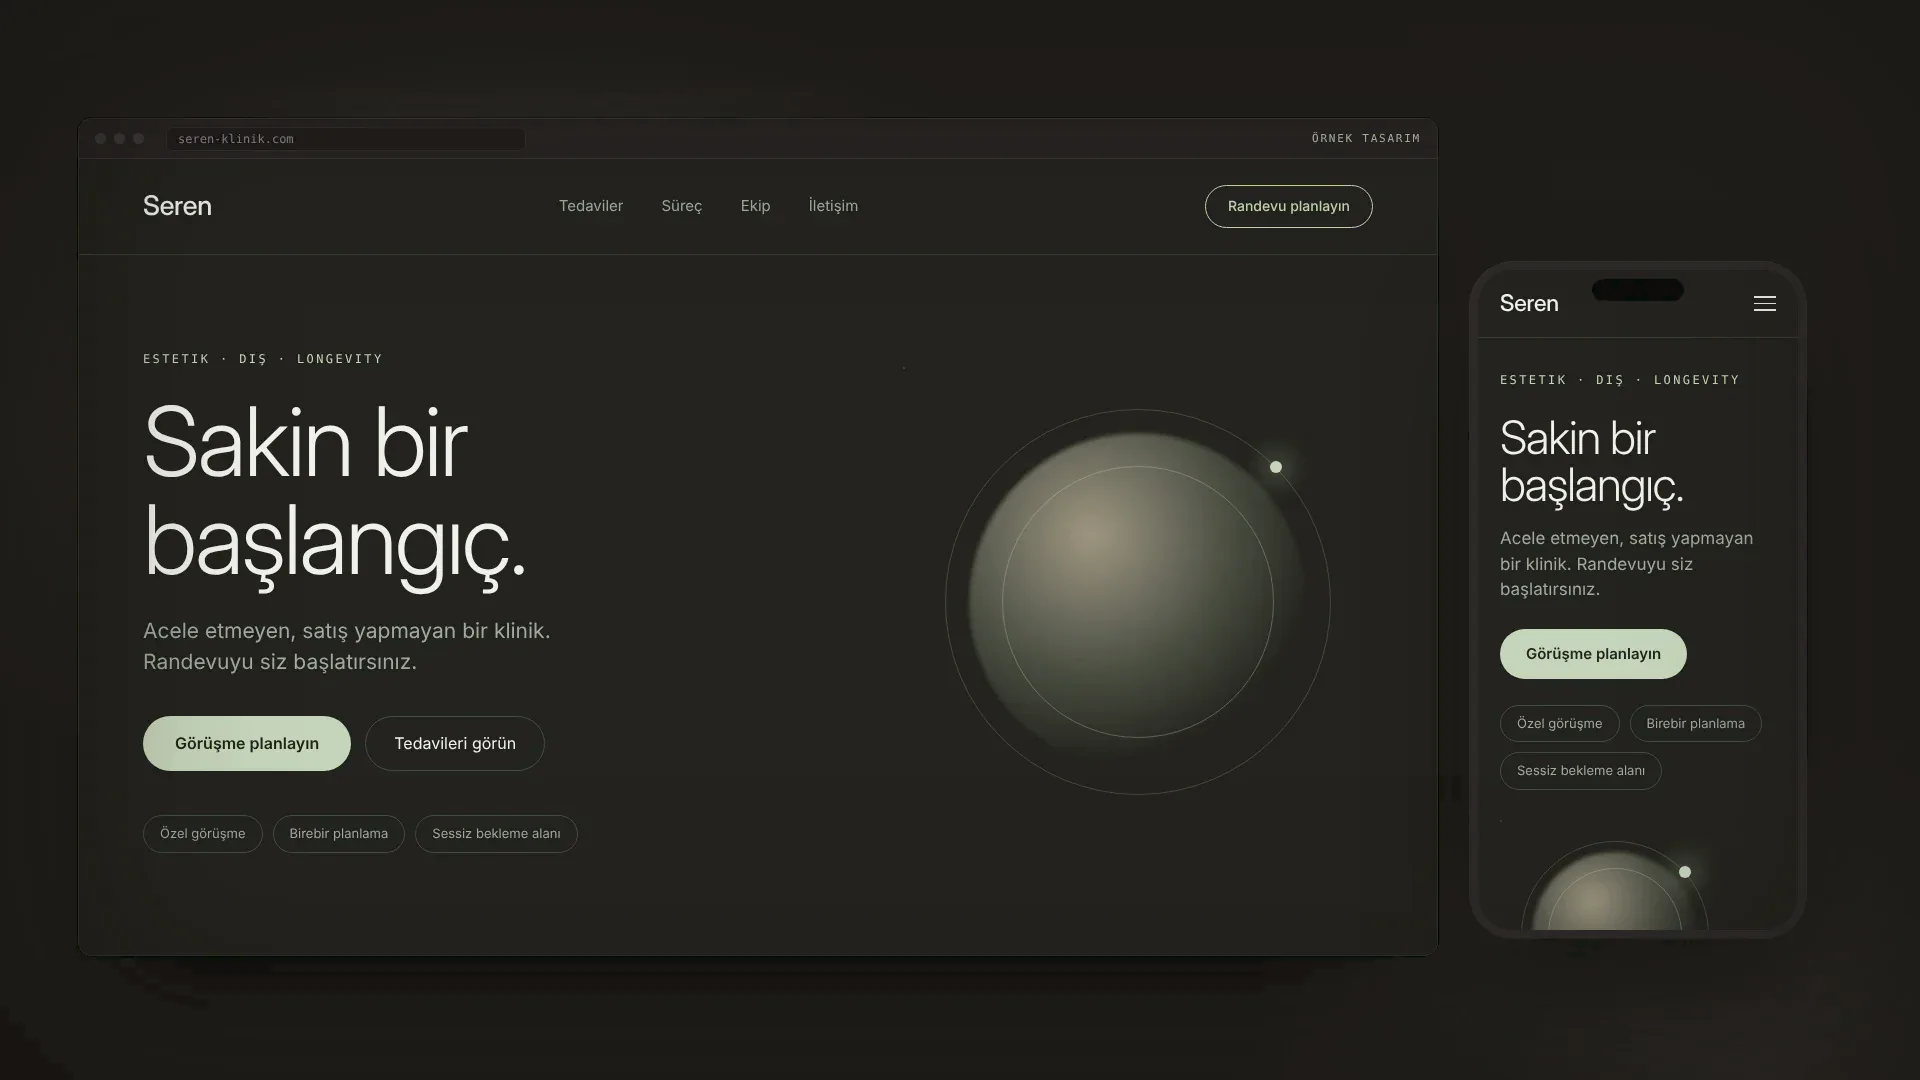 seren-klinik.com
ÖRNEK TASARIM
Seren
Tedaviler
Süreç
Ekip
İletişim
Randevu planlayın
ESTETIK · DIŞ · LONGEVITY
Sakin bir
başlangıç.
Acele etmeyen, satış yapmayan bir klinik.
Randevuyu siz başlatırsınız.
Görüşme planlayın
Tedavileri görün
Özel görüşme
Birebir planlama
Sessiz bekleme alanı
Seren
ESTETIK · DIŞ · LONGEVITY
Sakin bir
başlangıç.
Acele etmeyen, satış yapmayan
bir klinik. Randevuyu siz
başlatırsınız.
Görüşme planlayın
Özel görüşme
Birebir planlama
Sessiz bekleme alanı